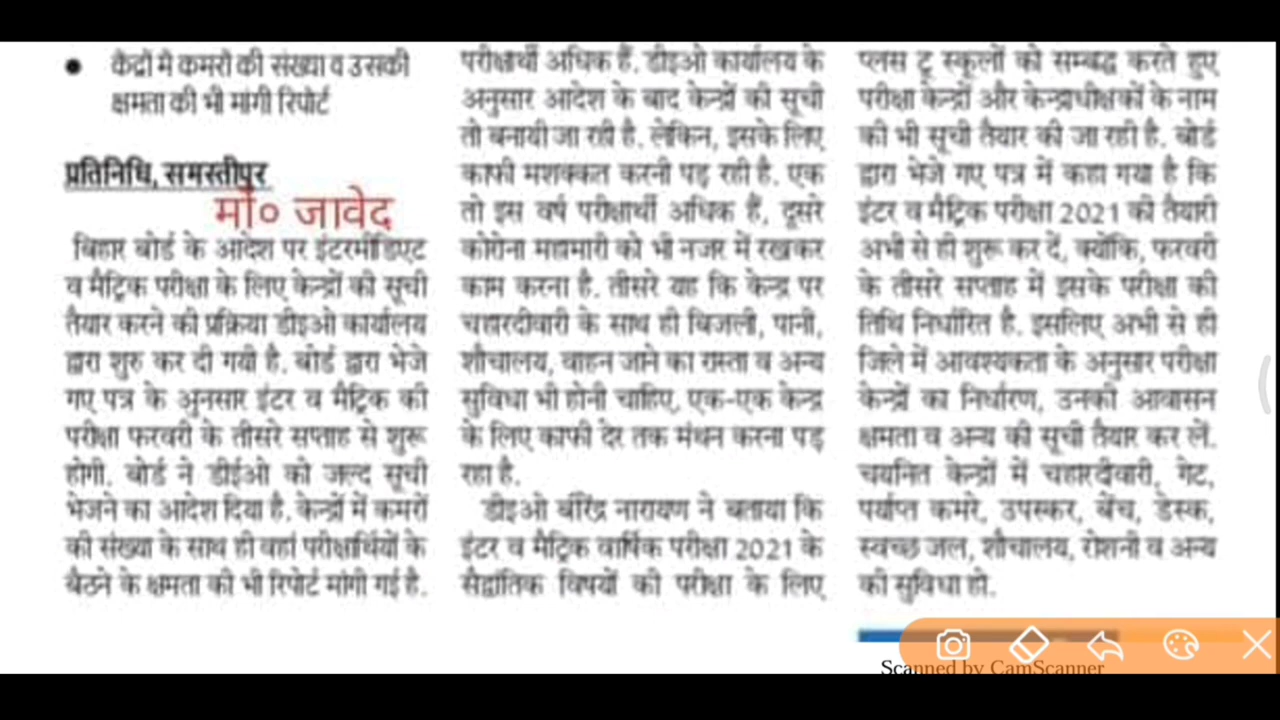 केंद्रों में कमरों की संख्या व उसकी
क्षमता की भी मांगी रिपोर्ट
प्रतिनिधि, समस्तीपुर
मो० जावेद
बिहार बोर्ड के आदेश पर इंटरमीडिएट
व मैट्रिक परीक्षा के लिए केन्द्रों की सूची
तैयार करने की प्रक्रिया डीइओ कार्यालय
द्वारा शुरु कर दी गयी है. बोर्ड द्वारा भेजे
गए पत्र के अुनसार इंटर व मैट्रिक की
परीक्षा फरवरी के तीसरे सप्ताह से शुरू
होगी. बोर्ड ने डीईओ को जल्द सूची
भेजने का आदेश दिया है. केन्द्रों में कमरों
की संख्या के साथ ही वहां परीक्षार्थियों के
बैठने के क्षमता की भी रिपोर्ट मांगी गई है.
परीक्षार्थी अधिक हैं. डीइओ कार्यालय के
अनुसार आदेश के बाद केन्द्रों की सूची
तो बनायी जा रही है. लेकिन, इसके लिए
काफी मशक्कत करनी पड़ रही है. एक
तो इस वर्ष परीक्षार्थी अधिक हैं, दूसरे
कोरोना महामारी को भी नजर में रखकर
काम करना है. तीसरे यह कि केन्द्र पर
चहारदीवारी के साथ ही बिजली, पानी,
शौचालय, वाहन जाने का रास्ता व अन्य
सुविधा भी होनी चाहिए, एक-एक केन्द्र
के लिए काफी देर तक मंथन करना पड़
रहा है.
डीइओ बीरेंद्र नारायण ने बताया कि
इंटर व मैट्रिक वार्षिक परीक्षा 2021 के
सैद्वांतिक विषयों की परीक्षा के लिए
प्लस टू स्कूलों को सम्बद्ध करते हुए
परीक्षा केन्द्रों और केन्द्राधीक्षकों के नाम
की भी सूची तैयार की जा रही है. बोर्ड
द्वारा भेजे गए पत्र में कहा गया है कि
इंटर व मैट्रिक परीक्षा 2021 की तैयारी
अभी से ही शुरू कर दें, क्योंकि, फरवरी
के तीसरे सप्ताह में इसके परीक्षा की
तिथि निर्धारित है. इसलिए अभी से ही
जिले में आवश्यकता के अनुसार परीक्षा
केन्द्रों का निर्धारण, उनकी आवासन
क्षमता व अन्य की सूची तैयार कर लें.
चयनित केन्द्रों में चहारदीवारी, गेट,
पर्याप्त कमरे, उपस्कर, बेंच, डेस्क,
स्वच्छ जल, शौचालय, रोशनी व अन्य
की सुविधा हो.
Scanned by CamScanner